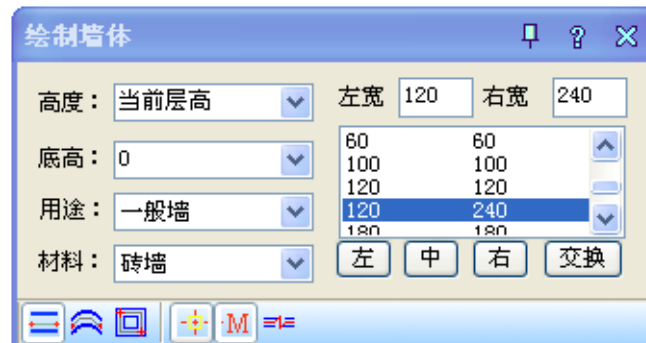 绘制墙体
高度： 当前层高 左宽 120 右宽 240
底高： 0
60 60
100 100
120 120
用途： 一般墙
120 240
180 180
材料： 砖墙
左 中 右 交换
M